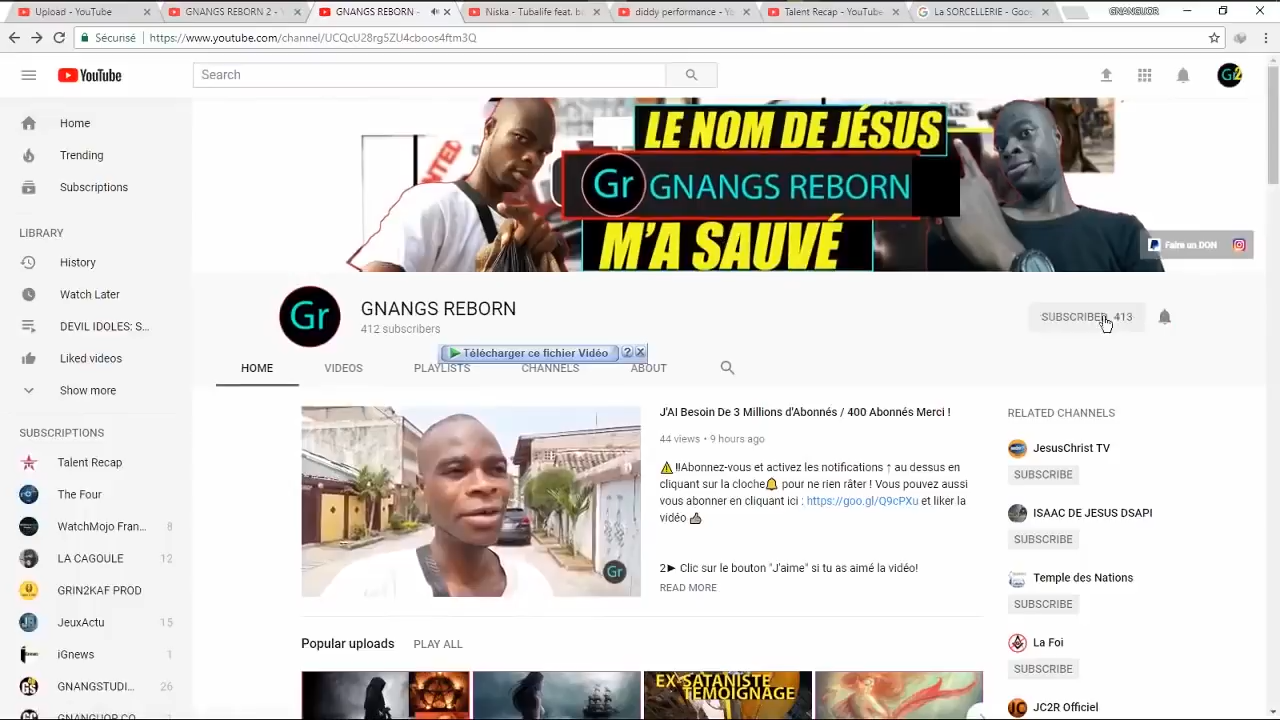 Upload - YouTube
GNANGS REBORN 2 - Y
GNANGS REBORN -
Niska - Tubalife feat. b
diddy performance - Yo
Talent Recap - YouTube
La SORCELLERIE - Goog
GNANGUOR
Sécurisé
https://www.youtube.com/channel/UCQcU28rg5ZU4cboos4ftm3Q
YouTube
Search
Gr2
Home
Trending
Subscriptions
LIBRARY
History
Watch Later
DEVIL IDOLES: S...
Liked videos
Show more
SUBSCRIPTIONS
Talent Recap
The Four
WatchMojo Fran... 8
LA CAGOULE 12
GRIN2KAF PROD
JeuxActu 15
iGnews 1
GNANGSTUDI... 26
GNANGUOR CO
LE NOM DE JÉSUS
Gr GNANGS REBORN
M'A SAUVÉ
Faire un DON
Gr
GNANGS REBORN
412 subscribers
SUBSCRIBED 413
Télécharger ce fichier Vidéo ? X
HOME VIDEOS PLAYLISTS CHANNELS ABOUT
J'AI Besoin De 3 Millions d'Abonnés / 400 Abonnés Merci !
44 views • 9 hours ago
⚠!!Abonnez-vous et activez les notifications ↑ au dessus en
cliquant sur la cloche🔔 pour ne rien râter ! Vous pouvez aussi
vous abonner en cliquant ici : https://goo.gl/Q9cPXu et liker la
vidéo 👍
2► Clic sur le bouton "J'aime" si tu as aimé la vidéo!
READ MORE
Gr
Popular uploads PLAY ALL
EX-SATANISTE
TÉMOIGNAGE
RELATED CHANNELS
JesusChrist TV
SUBSCRIBE
ISAAC DE JESUS DSAPI
SUBSCRIBE
Temple des Nations
SUBSCRIBE
La Foi
SUBSCRIBE
JC2R Officiel